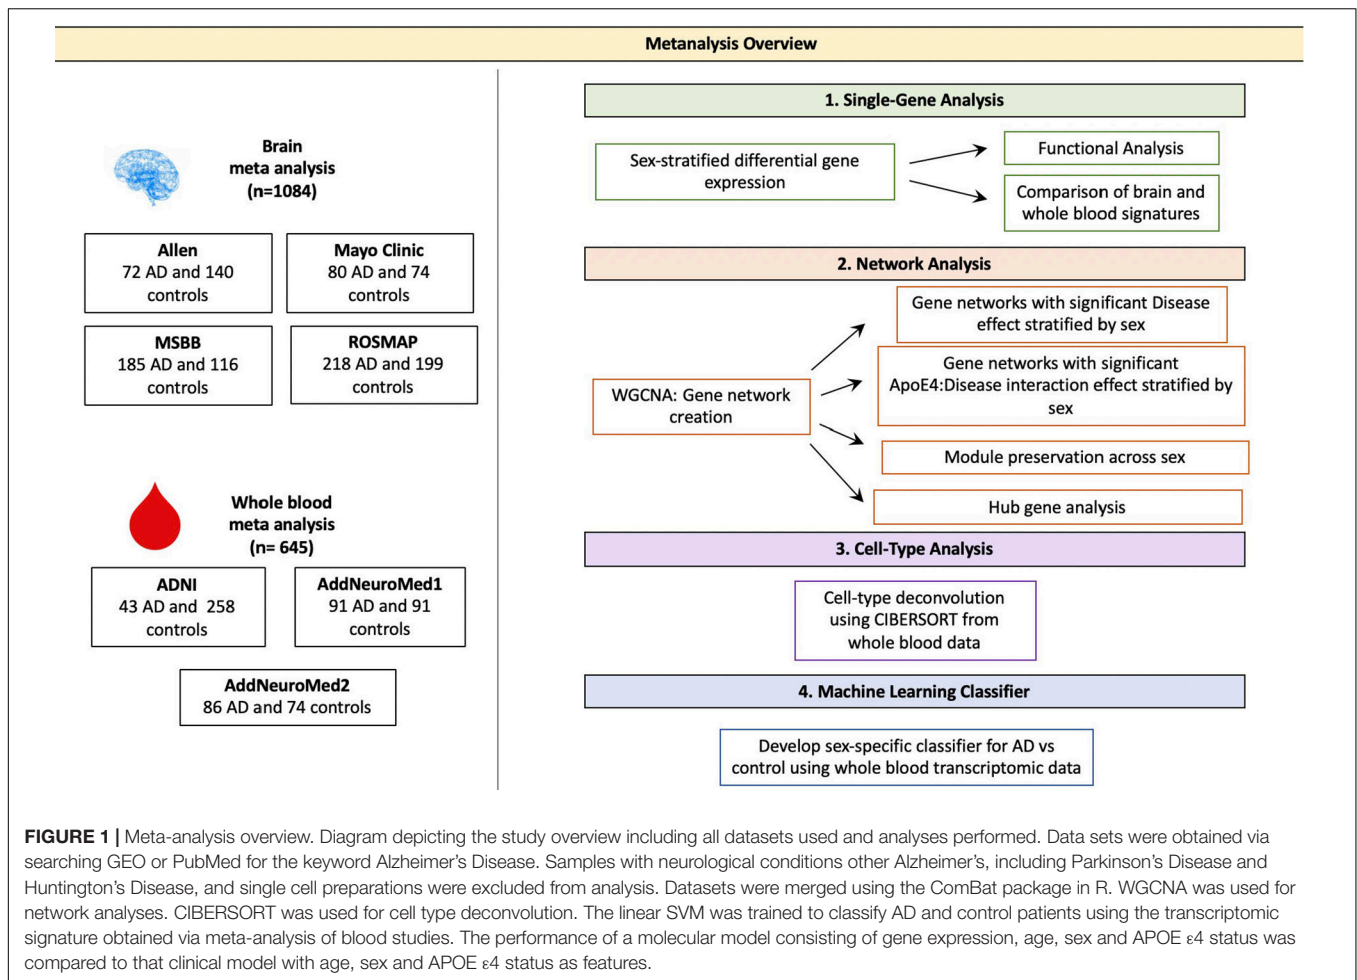 Metanalysis Overview
Brain
meta analysis
(n=1084)
Allen
72 AD and 140
controls
Mayo Clinic
80 AD and 74
controls
MSBB
185 AD and 116
controls
ROSMAP
218 AD and 199
controls
Whole blood
meta analysis
(n= 645)
ADNI
43 AD and 258
controls
AddNeuroMed1
91 AD and 91
controls
AddNeuroMed2
86 AD and 74 controls
1. Single-Gene Analysis
Sex-stratified differential gene
expression
Functional Analysis
Comparison of brain and
whole blood signatures
2. Network Analysis
WGCNA: Gene network
creation
Gene networks with significant Disease
effect stratified by sex
Gene networks with significant
ApoE4:Disease interaction effect stratified by
sex
Module preservation across sex
Hub gene analysis
3. Cell-Type Analysis
Cell-type deconvolution
using CIBERSORT from
whole blood data
4. Machine Learning Classifier
Develop sex-specific classifier for AD vs
control using whole blood transcriptomic data
FIGURE 1 | Meta-analysis overview. Diagram depicting the study overview including all datasets used and analyses performed. Data sets were obtained via
searching GEO or PubMed for the keyword Alzheimer's Disease. Samples with neurological conditions other Alzheimer's, including Parkinson's Disease and
Huntington's Disease, and single cell preparations were excluded from analysis. Datasets were merged using the ComBat package in R. WGCNA was used for
network analyses. CIBERSORT was used for cell type deconvolution. The linear SVM was trained to classify AD and control patients using the transcriptomic
signature obtained via meta-analysis of blood studies. The performance of a molecular model consisting of gene expression, age, sex and APOE ε4 status was
compared to that clinical model with age, sex and APOE ε4 status as features.